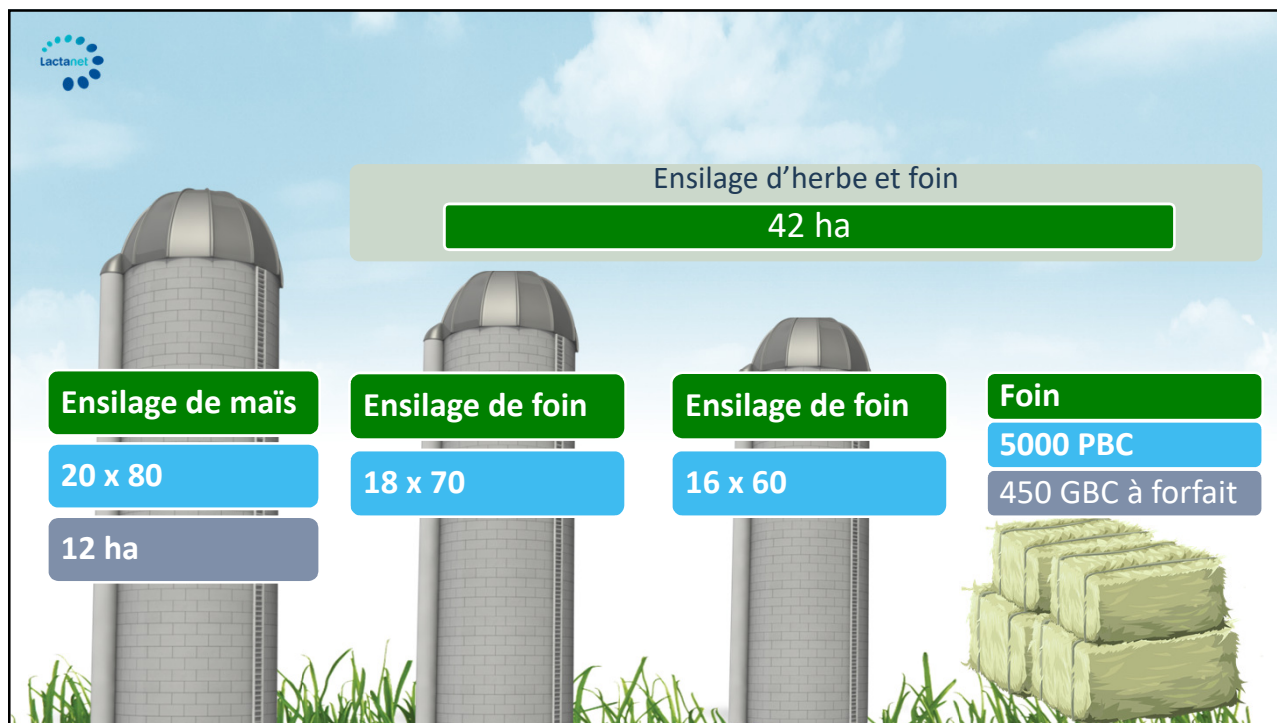 Lactanet
Ensilage d’herbe et foin
42 ha
Ensilage de maïs
20 x 80
12 ha
Ensilage de foin
18 x 70
Ensilage de foin
16 x 60
Foin
5000 PBC
450 GBC à forfait